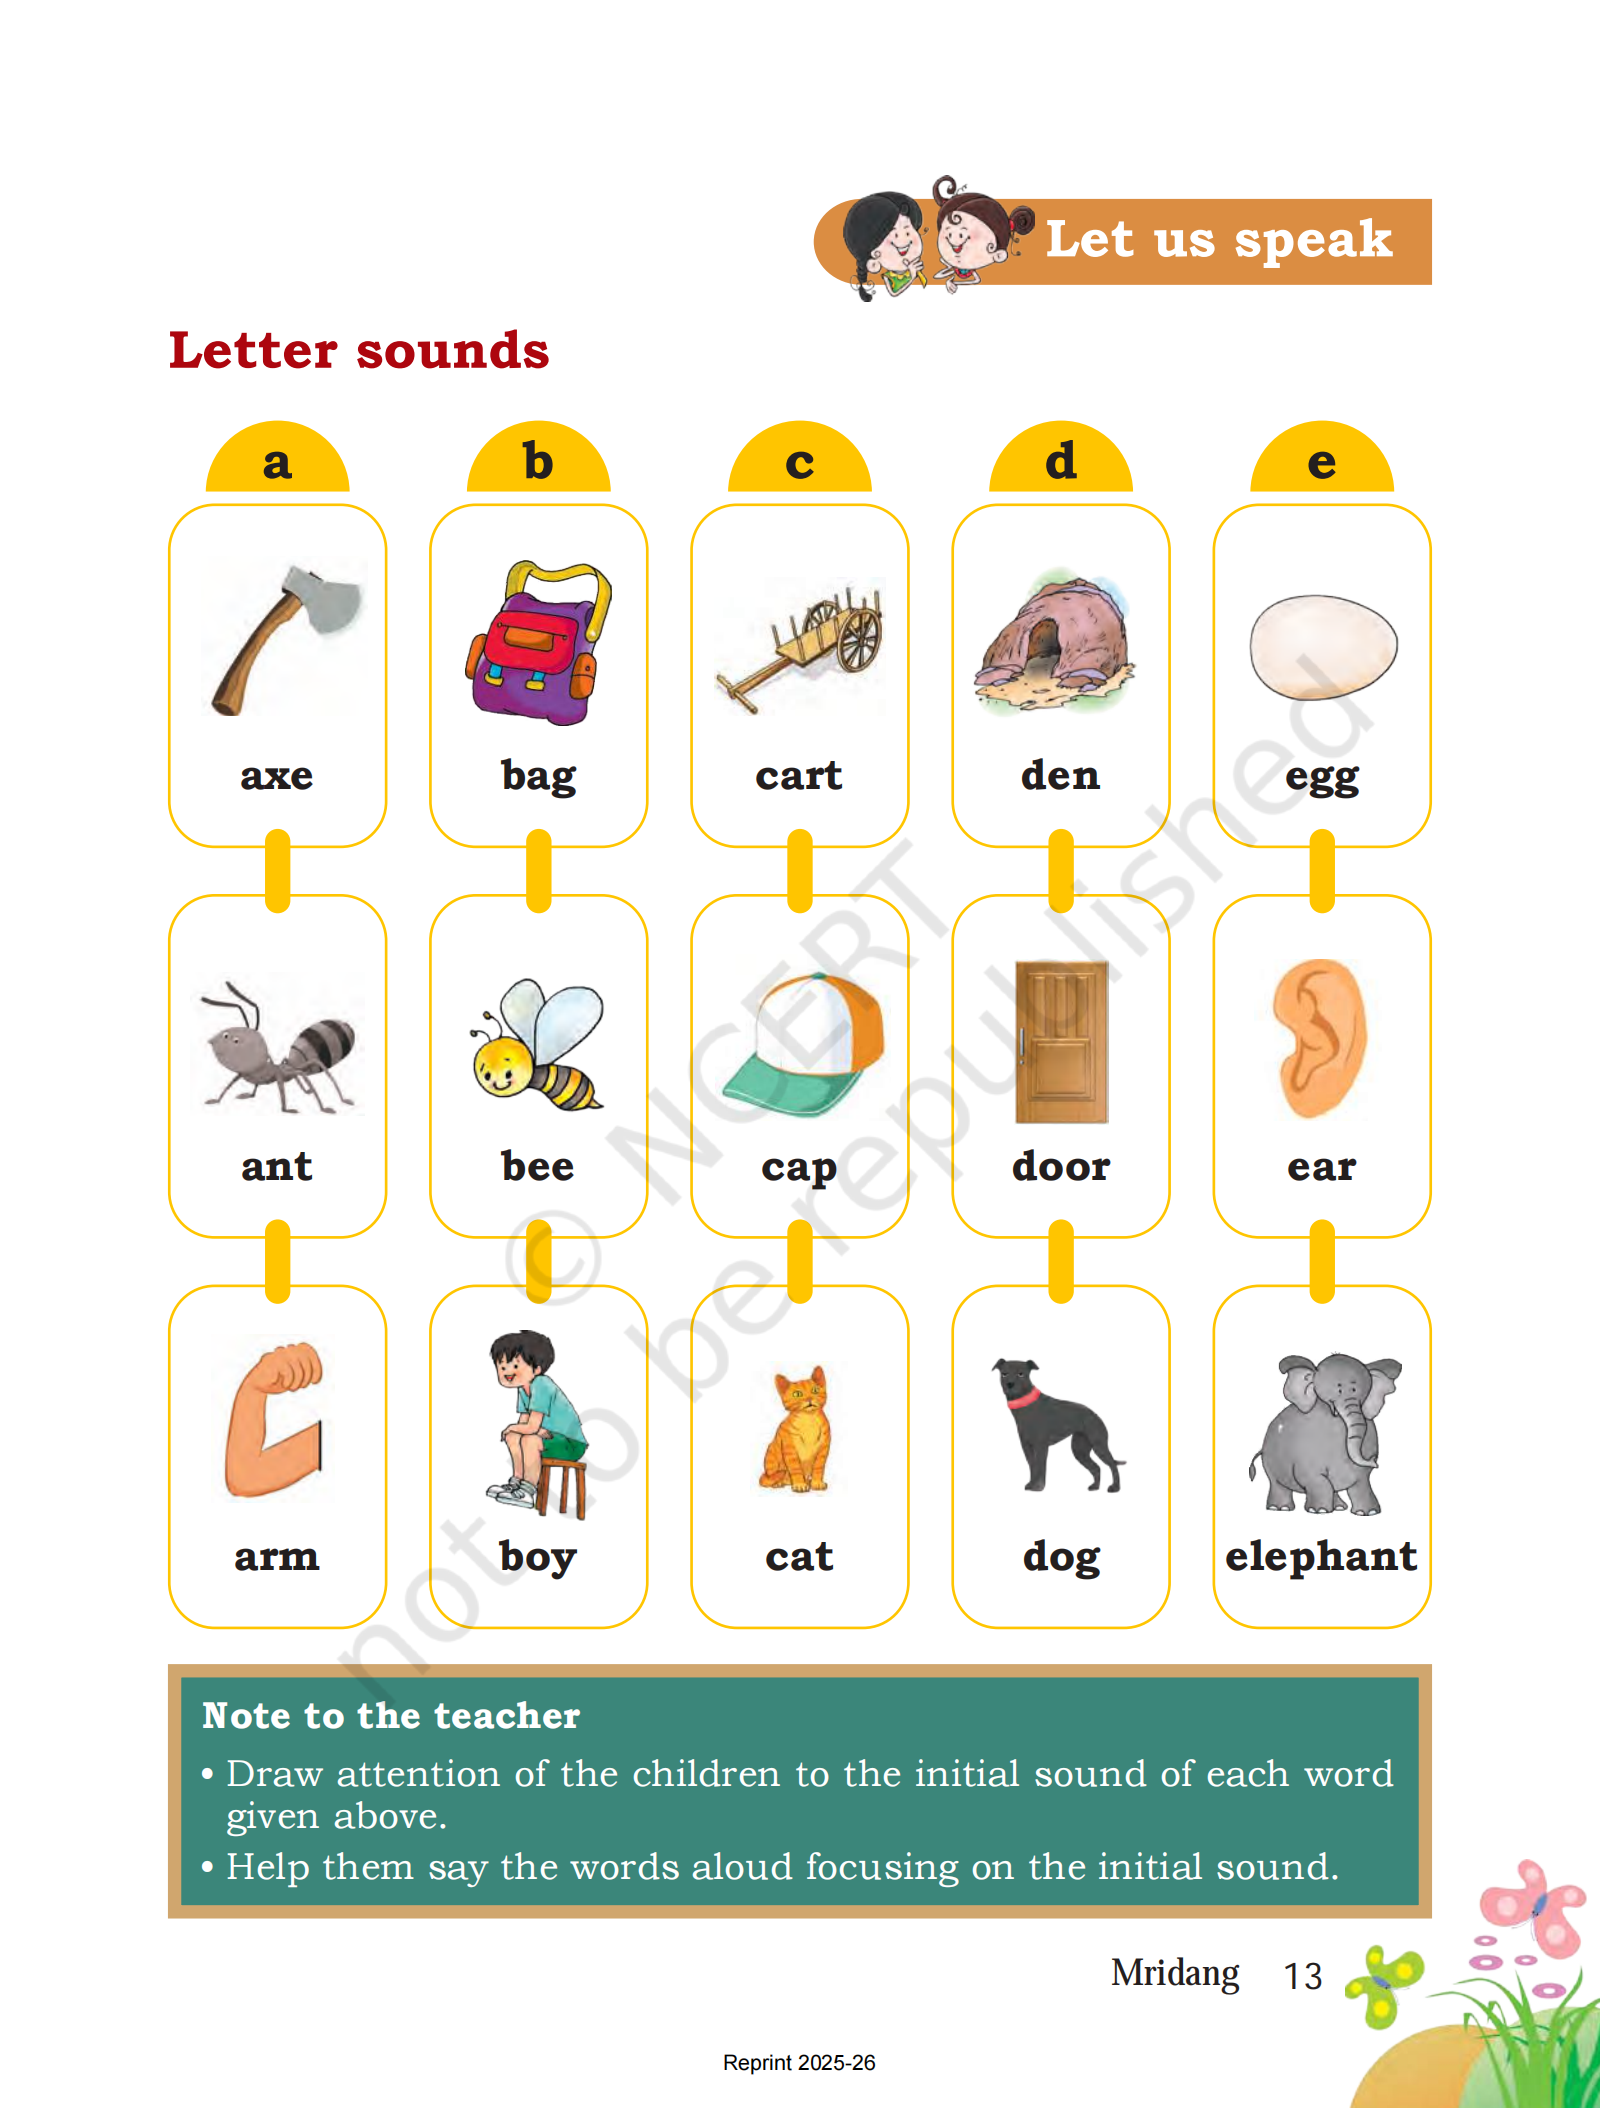 Let us speak
Letter sounds
a b c d e
axe bag cart den egg
ant bee cap door ear
arm boy cat dog elephant
© NCERT
not to be republished
Note to the teacher
• Draw attention of the children to the initial sound of each word
given above.
• Help them say the words aloud focusing on the initial sound.
Mridang 13
Reprint 2025-26